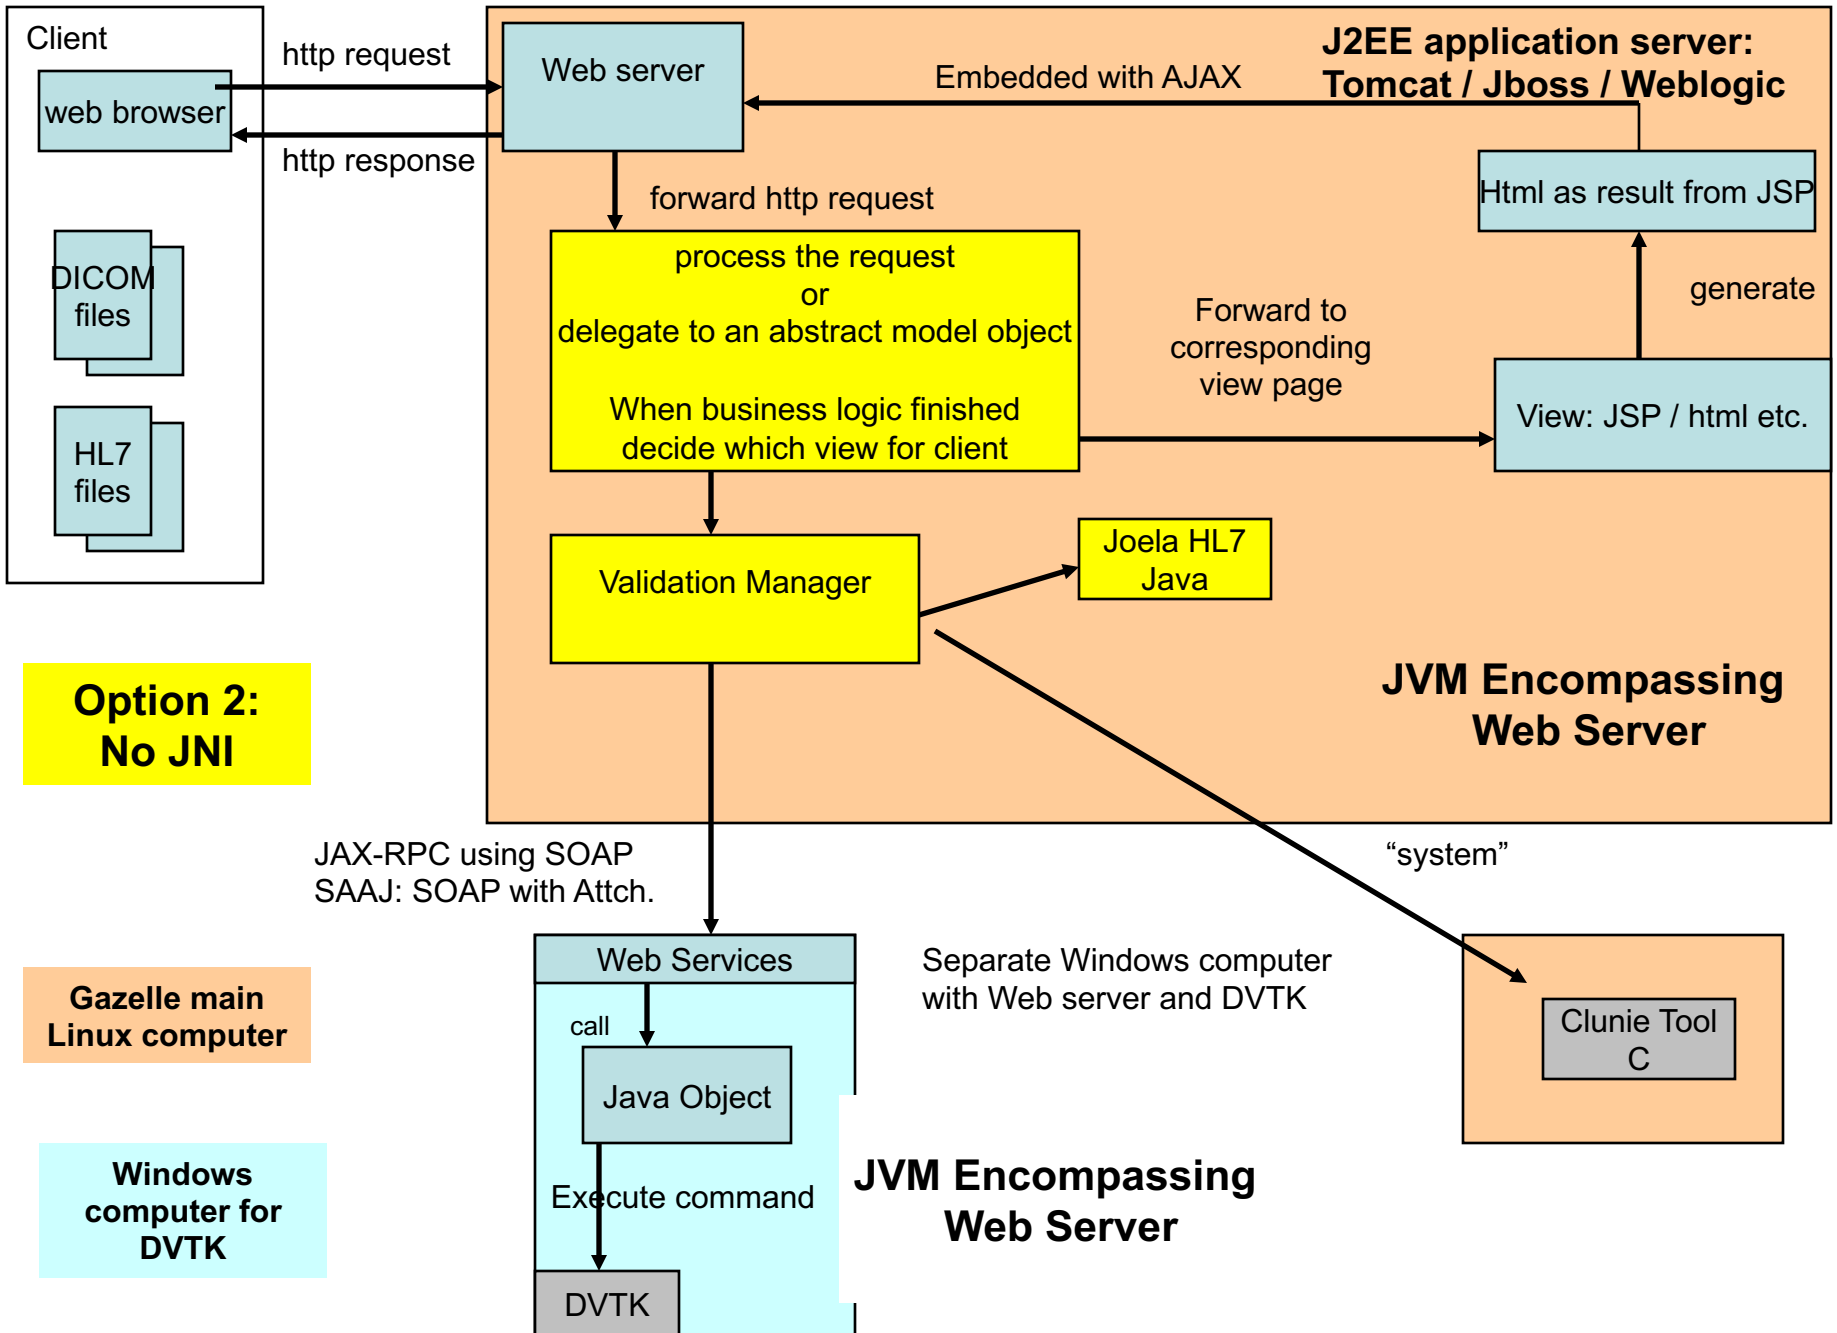 Client
web browser
DICOM
files
HL7
files
http request
http response
Web server
Embedded with AJAX
J2EE application server:
Tomcat / Jboss / Weblogic
forward http request
process the request
or
delegate to an abstract model object
When business logic finished
decide which view for client
Forward to
corresponding
view page
Html as result from JSP
generate
View: JSP / html etc.
Validation Manager
Joela HL7
Java
JVM Encompassing
Web Server
Option 2:
No JNI
JAX-RPC using SOAP
SAAJ: SOAP with Attch.
“system”
Gazelle main
Linux computer
Web Services
call
Java Object
Execute command
DVTK
Separate Windows computer
with Web server and DVTK
Clunie Tool
C
Windows
computer for
DVTK
JVM Encompassing
Web Server